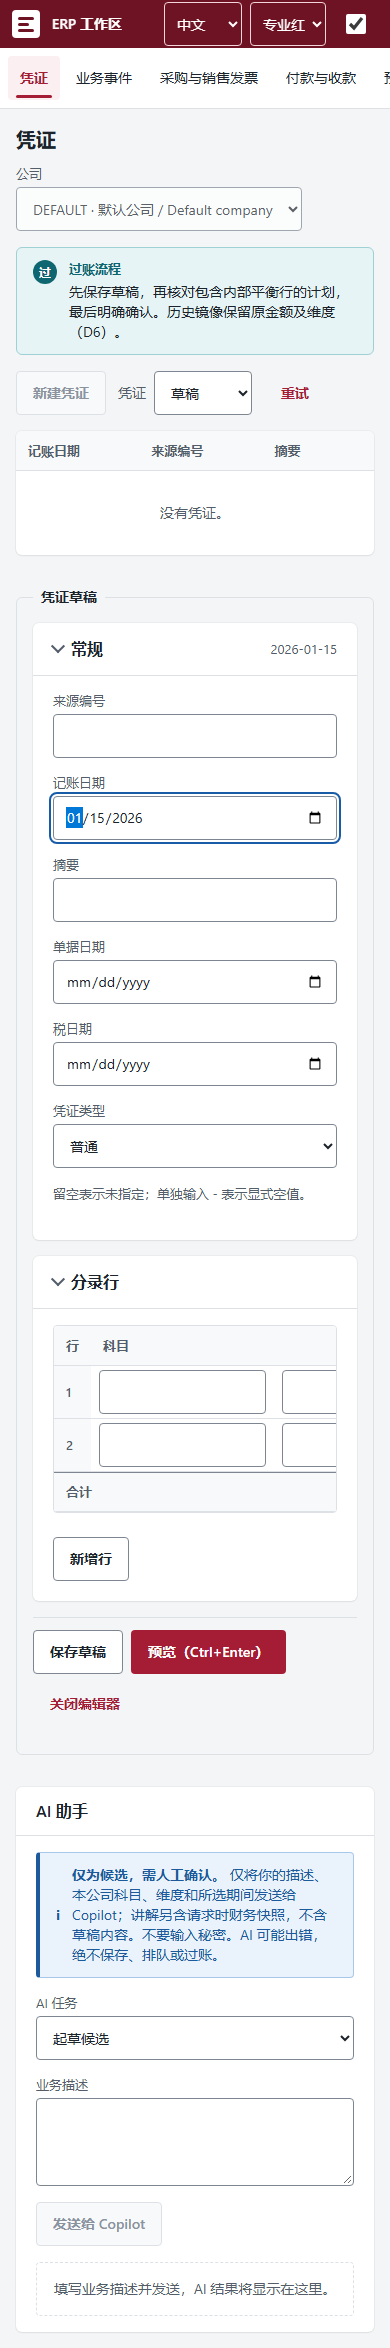 ERP 工作区
中文
专业红
凭证
业务事件
采购与销售发票
付款与收款
凭证
公司
DEFAULT · 默认公司 / Default company
过
过账流程
先保存草稿，再核对包含内部平衡行的计划，
最后明确确认。历史镜像保留原金额及维度
（D6）。
新建凭证
凭证
草稿
重试
记账日期
来源编号
摘要
没有凭证。
凭证草稿
常规
2026-01-15
来源编号
记账日期
01/15/2026
摘要
单据日期
mm/dd/yyyy
税日期
mm/dd/yyyy
凭证类型
普通
留空表示未指定；单独输入 - 表示显式空值。
分录行
行
科目
1
2
合计
新增行
保存草稿
预览（Ctrl+Enter）
关闭编辑器
AI 助手
i
仅为候选，需人工确认。 仅将你的描述、
本公司科目、维度和所选期间发送给
Copilot；讲解另含请求时财务快照，不含
草稿内容。不要输入秘密。AI 可能出错，
绝不保存、排队或过账。
AI 任务
起草候选
业务描述
发送给 Copilot
填写业务描述并发送，AI 结果将显示在这里。